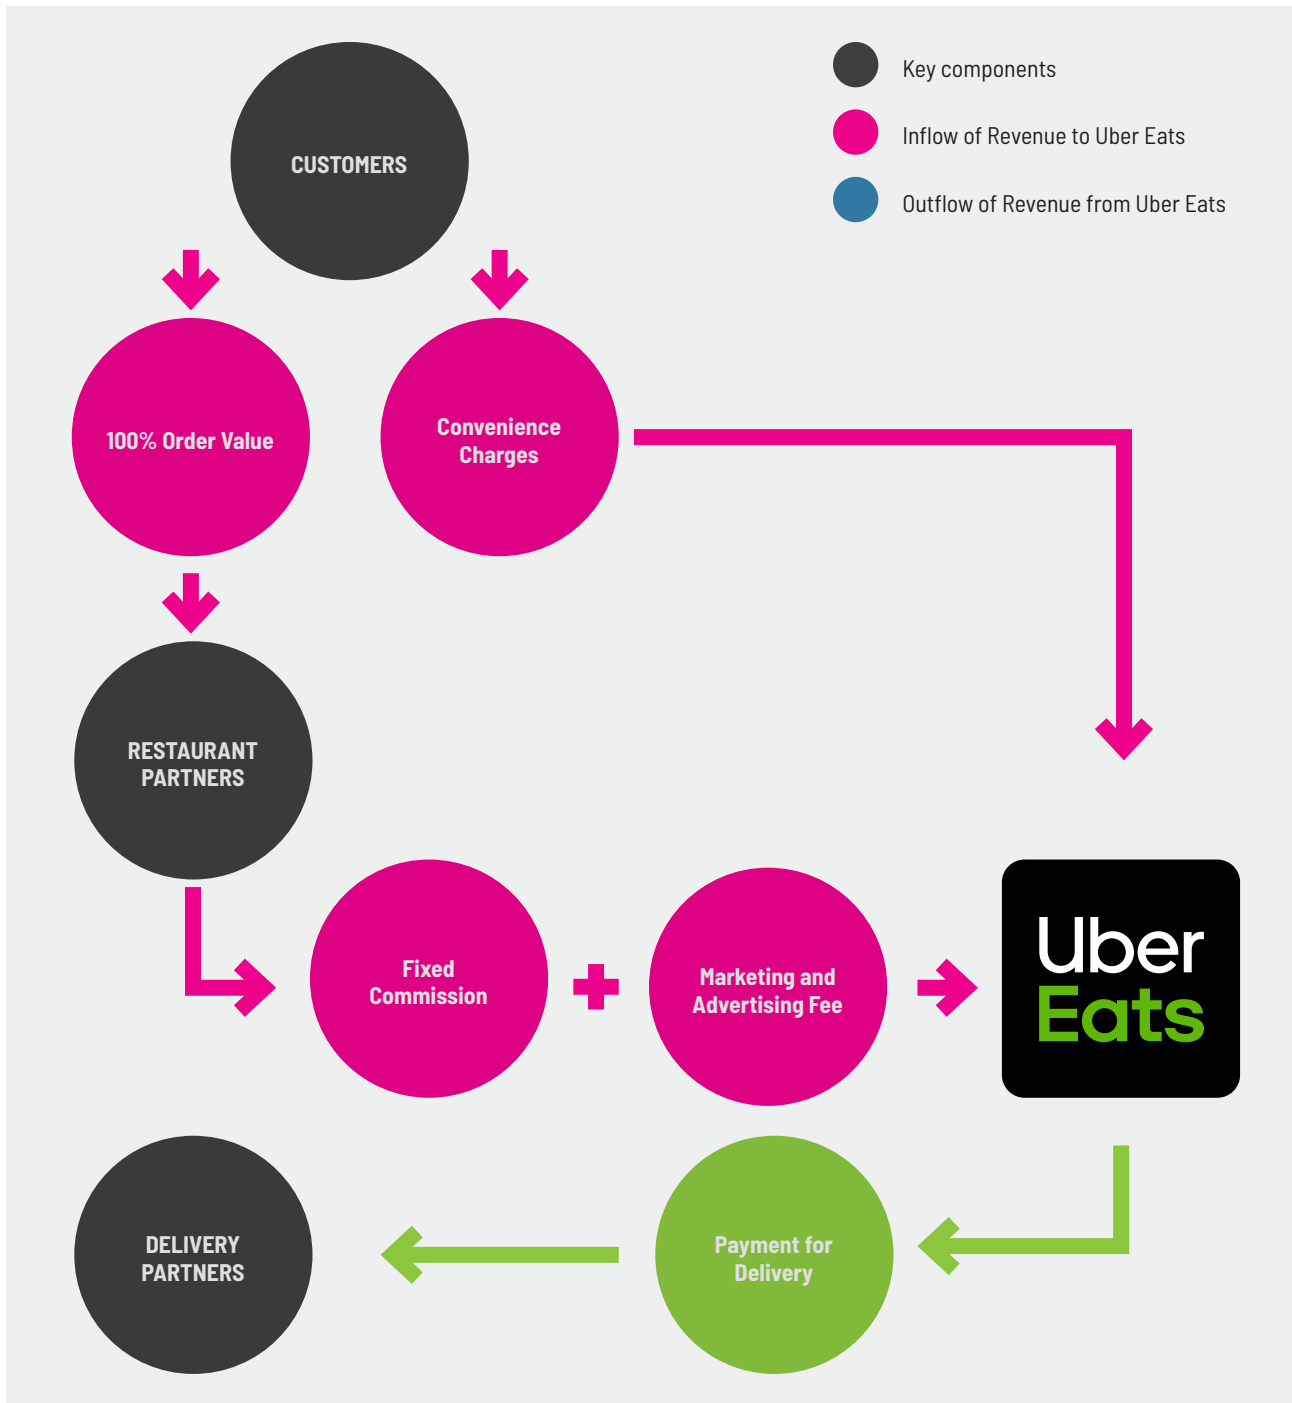 CUSTOMERS
Key components
Inflow of Revenue to Uber Eats
Outflow of Revenue from Uber Eats
100% Order Value
Convenience
Charges
RESTAURANT
PARTNERS
Fixed
Commission
Marketing and
Advertising Fee
Uber
Eats
DELIVERY
PARTNERS
Payment for
Delivery